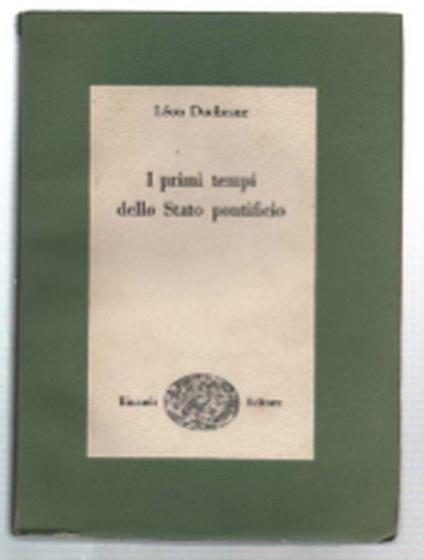 Léon Duchesne
I primi tempi
dello Stato pontificio
Einaudi Editore